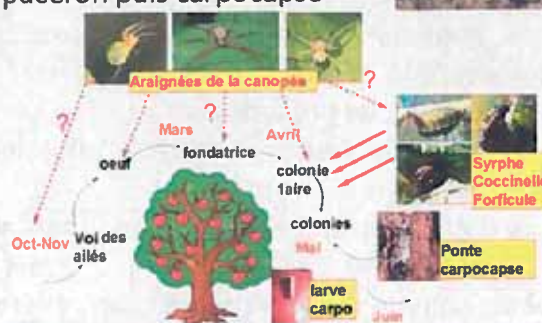 puceron puis carpocapse
Araignées de la canopée
?
?
?
Mars
Avril
oeuf
fondatrice
colonie
1aire
Syrphe
Coccinelle
Forficule
colonies
Oct-Nov
Vol des
ailés
Mai
Ponte
carpocapse
larve
carpo
Juin